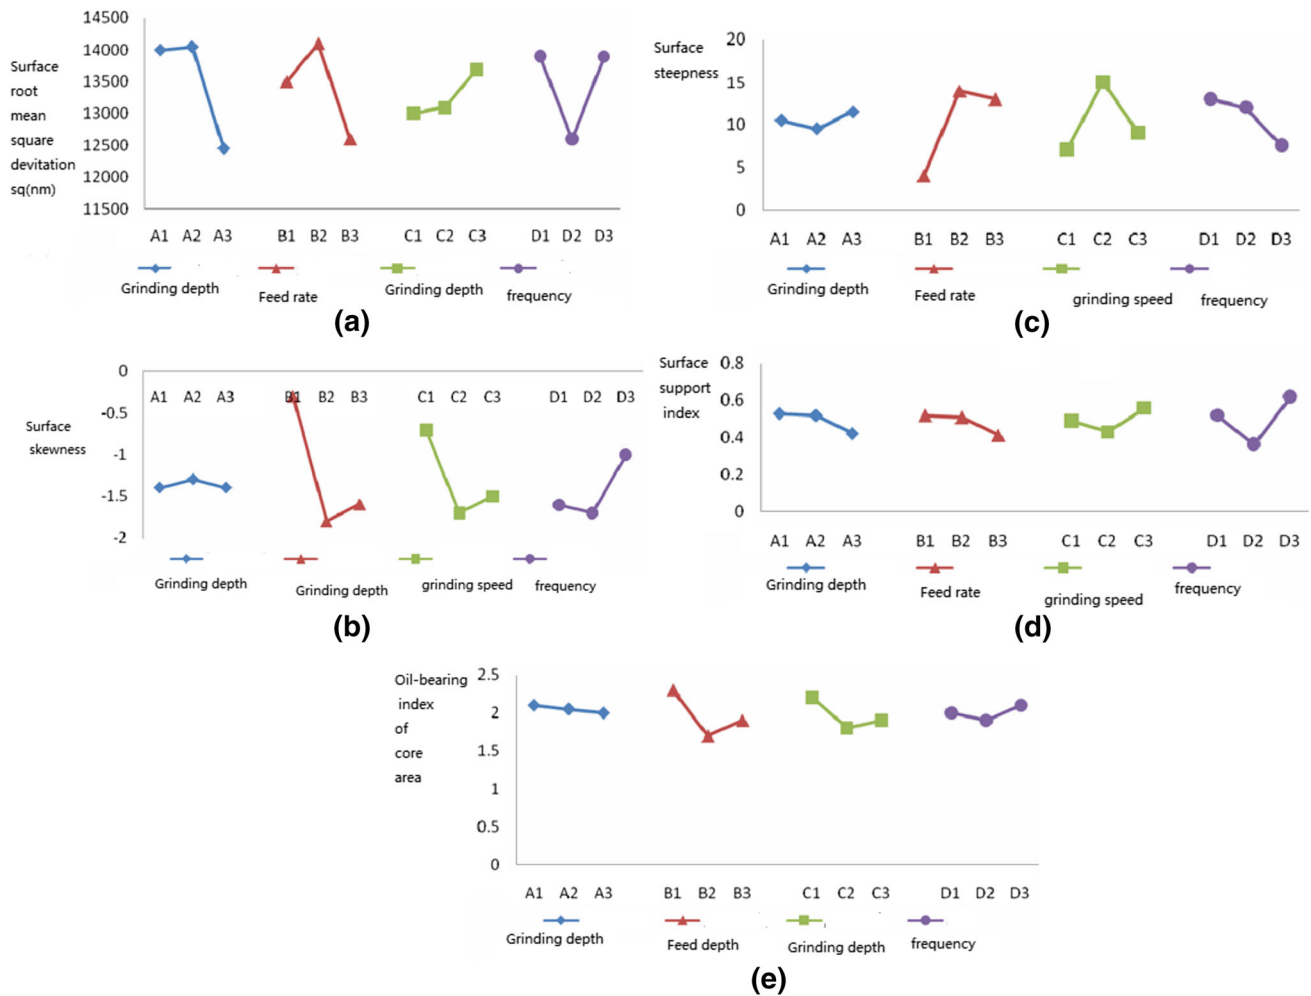 Surface
root
mean
square
devitation
sq(nm)
14500
14000
13500
13000
12500
12000
11500
A1 A2 A3 B1 B2 B3 C1 C2 C3 D1 D2 D3
Grinding depth Feed rate Grinding depth frequency
(a)
Surface
steepness
20
15
10
5
0
A1 A2 A3 B1 B2 B3 C1 C2 C3 D1 D2 D3
Grinding depth Feed rate grinding speed frequency
(c)
Surface
skewness
0
-0.5
-1
-1.5
-2
A1 A2 A3 B1 B2 B3 C1 C2 C3 D1 D2 D3
Grinding depth Grinding depth grinding speed frequency
(b)
Surface
support
index
0.8
0.6
0.4
0.2
0
A1 A2 A3 B1 B2 B3 C1 C2 C3 D1 D2 D3
Grinding depth Feed rate grinding speed frequency
(d)
Oil-bearing
index
of
core
area
2.5
2
1.5
1
0.5
0
A1 A2 A3 B1 B2 B3 C1 C2 C3 D1 D2 D3
Grinding depth Feed depth Grinding depth frequency
(e)